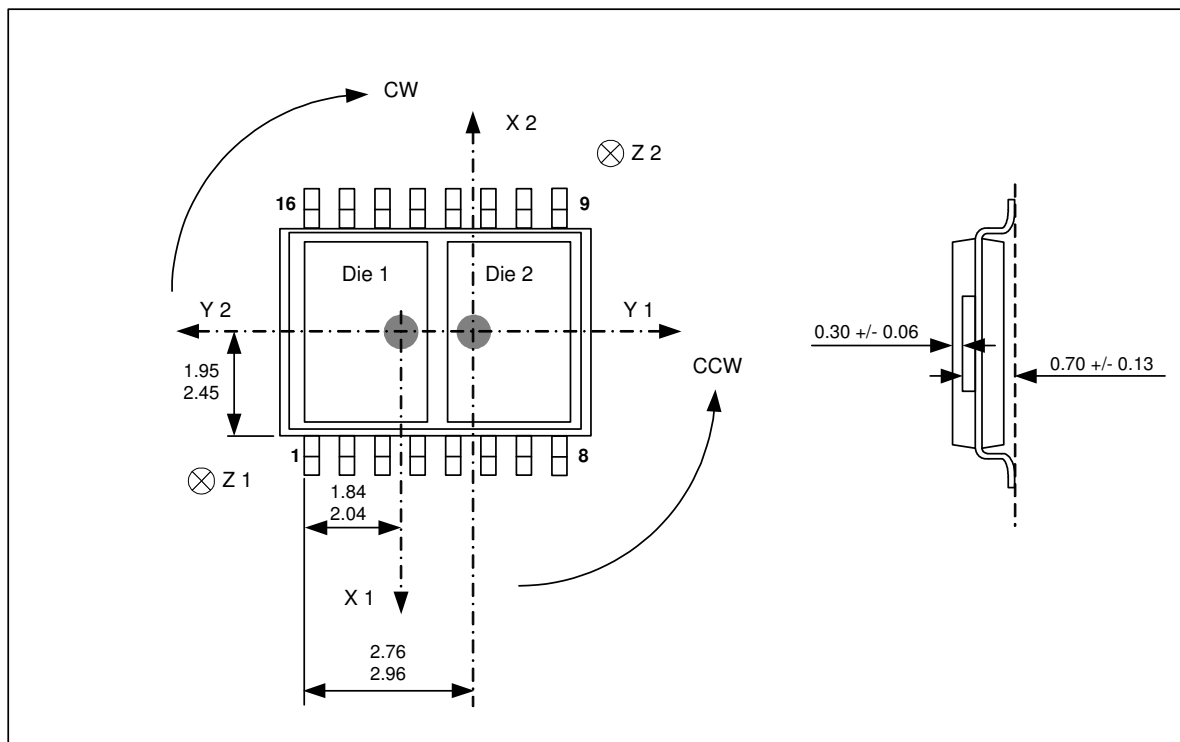 CW
X 2
Z 2
16
9
Die 1
Die 2
Y 2
Y 1
1.95
2.45
CCW
1
8
Z 1
1.84
2.04
X 1
2.76
2.96
0.30 +/- 0.06
0.70 +/- 0.13